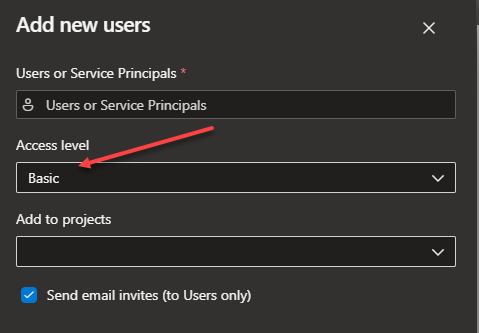 Add new users
Users or Service Principals *
Users or Service Principals
Access level
Basic
Add to projects
Send email invites (to Users only)